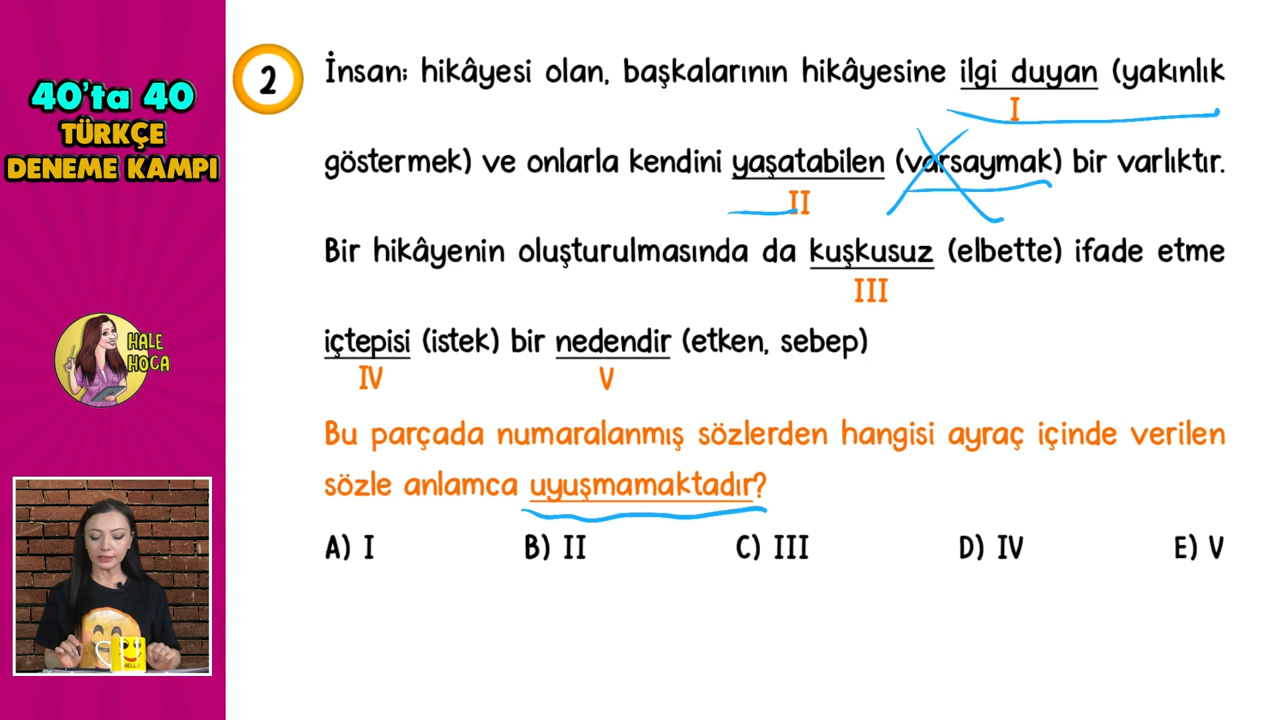 40'ta 40
TÜRKÇE
DENEME KAMPI
HALE
HOCA
2
İnsan; hikâyesi olan, başkalarının hikâyesine ilgi duyan (yakınlık
I
göstermek) ve onlarla kendini yaşatabilen (varsaymak) bir varlıktır.
II
Bir hikâyenin oluşturulmasında da kuşkusuz (elbette) ifade etme
III
içtepisi (istek) bir nedendir (etken, sebep)
IV V
Bu parçada numaralanmış sözlerden hangisi ayraç içinde verilen
sözle anlamca uyuşmamaktadır?
A) I B) II C) III D) IV E) V
HELLO